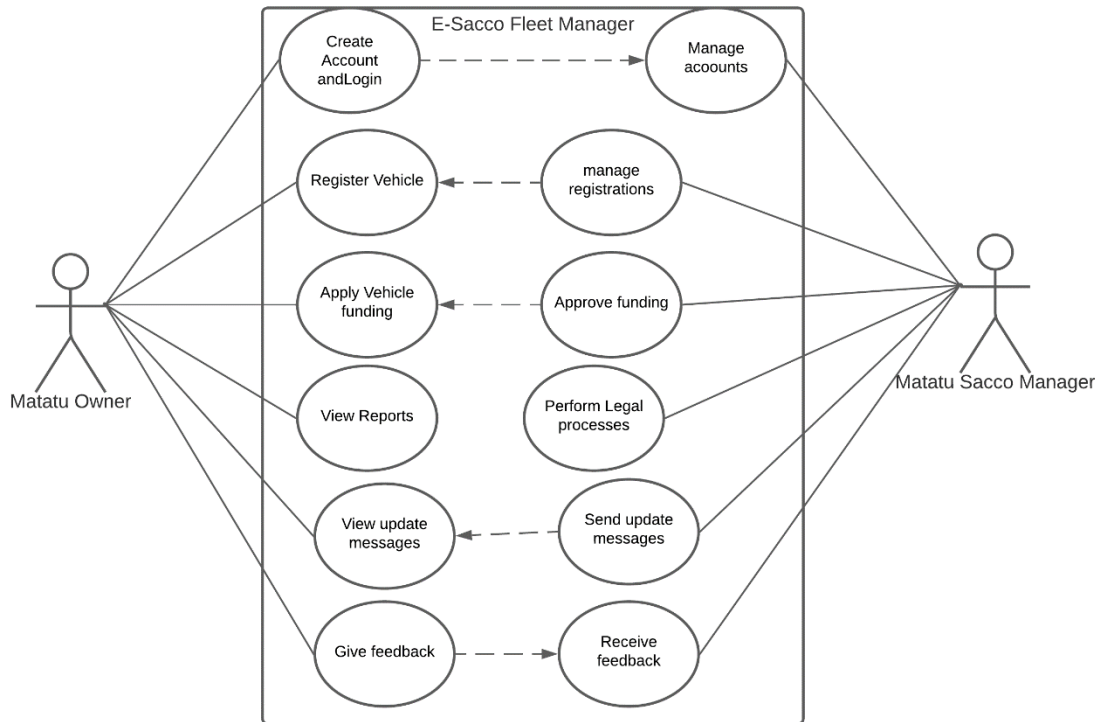 E-Sacco Fleet Manager
Create
Account
andLogin
Manage
acoounts
Register Vehicle
manage
registrations
Apply Vehicle
funding
Approve funding
Matatu Owner
Matatu Sacco Manager
View Reports
Perform Legal
processes
View update
messages
Send update
messages
Give feedback
Receive
feedback